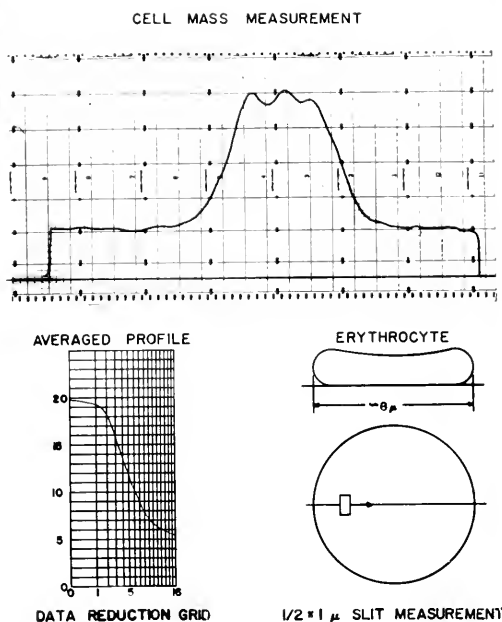 CELL MASS MEASUREMENT
AVERAGED PROFILE
20
15
10
5
0
0 1 5 16
DATA REDUCTION GRID
ERYTHROCYTE
~8μ
1/2 × 1 μ SLIT MEASUREMENT